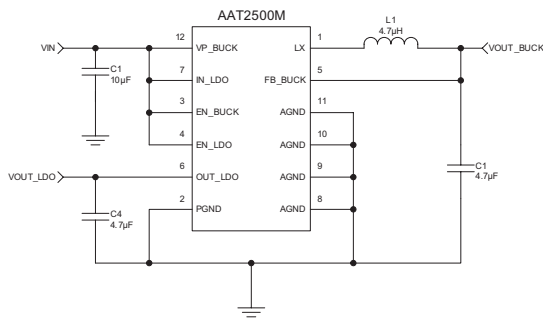 AAT2500M
VIN
12
VP_BUCK
LX
1
L1
4.7μH
VOUT_BUCK
C1
10μF
7
IN_LDO
FB_BUCK
5
3
EN_BUCK
AGND
11
4
EN_LDO
AGND
10
VOUT_LDO
6
OUT_LDO
AGND
9
C1
4.7μF
C4
4.7μF
2
PGND
AGND
8